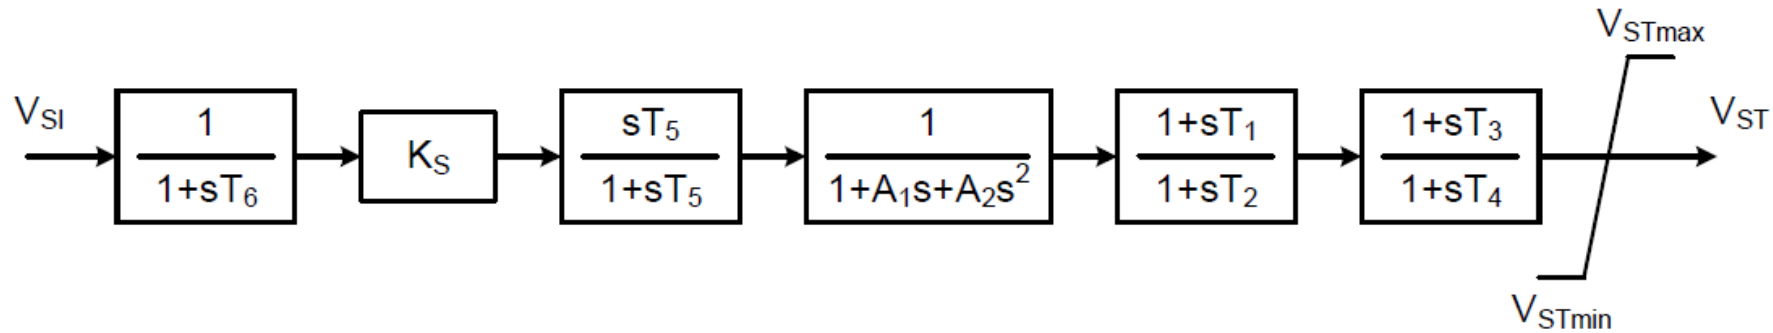 V_STmax
V_SI
1
1+sT_6
K_S
sT_5
1+sT_5
1
1+A_1s+A_2s^2
1+sT_1
1+sT_2
1+sT_3
1+sT_4
V_ST
V_STmin